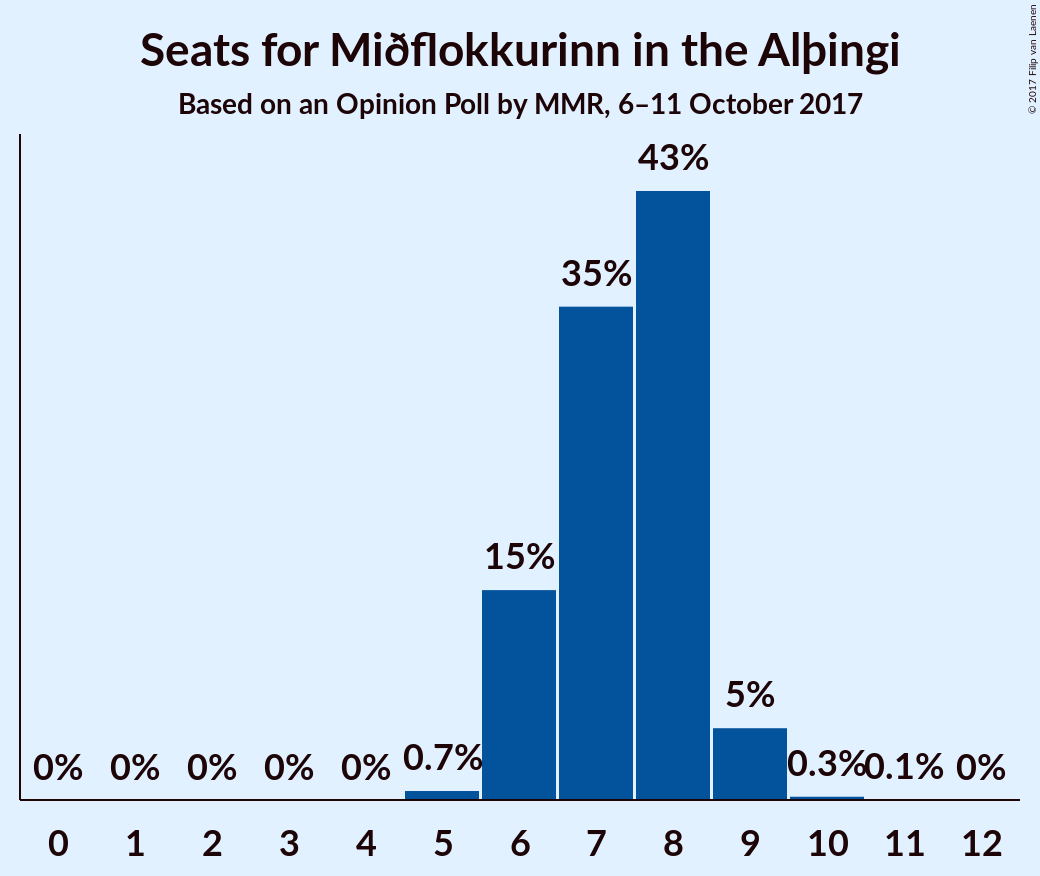 Seats for Miðflokkurinn in the Alþingi
Based on an Opinion Poll by MMR, 6–11 October 2017
© 2017 Filip van Laenen
0% 0% 0% 0% 0% 0.7% 15% 35% 43% 5% 0.3% 0.1% 0%
0 1 2 3 4 5 6 7 8 9 10 11 12